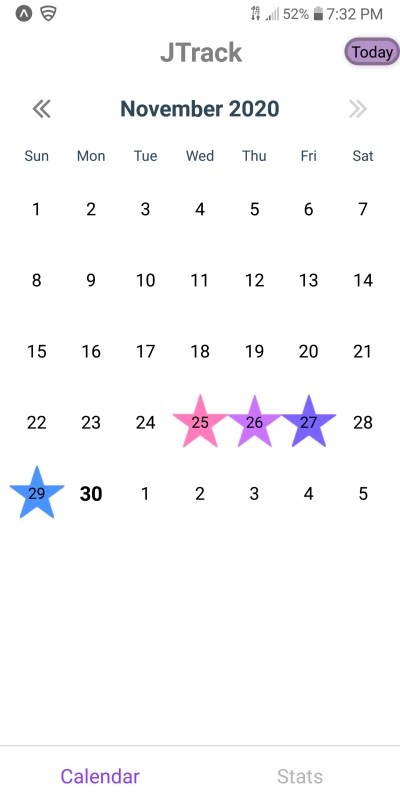 52% 7:32 PM
JTrack
Today
November 2020
Sun Mon Tue Wed Thu Fri Sat
1 2 3 4 5 6 7
8 9 10 11 12 13 14
15 16 17 18 19 20 21
22 23 24 25 26 27 28
29 30 1 2 3 4 5
Calendar Stats